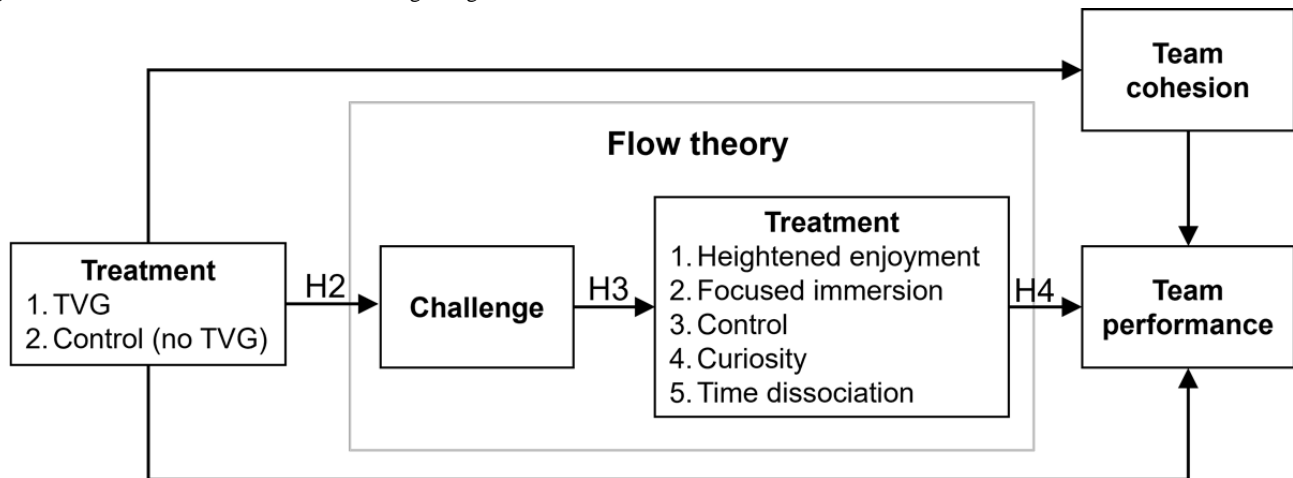 Team
cohesion
Flow theory
Treatment
1. TVG
2. Control (no TVG)
H2
Challenge
H3
Treatment
1. Heightened enjoyment
2. Focused immersion
3. Control
4. Curiosity
5. Time dissociation
H4
Team
performance